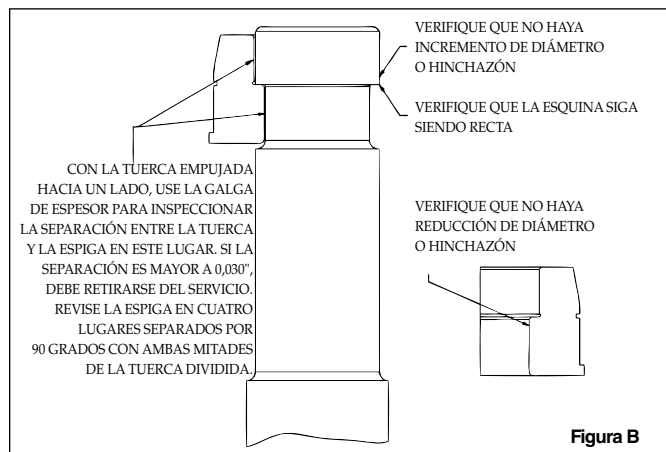 VERIFIQUE QUE NO HAYA
INCREMENTO DE DIÁMETRO
O HINCHAZÓN
VERIFIQUE QUE LA ESQUINA SIGA
SIENDO RECTA
CON LA TUERCA EMPUJADA
HACIA UN LADO, USE LA GALGA
DE ESPESOR PARA INSPECCIONAR
LA SEPARACIÓN ENTRE LA TUERCA
Y LA ESPIGA EN ESTE LUGAR. SI LA
SEPARACIÓN ES MAYOR A 0,030",
DEBE RETIRARSE DEL SERVICIO.
REVISE LA ESPIGA EN CUATRO
LUGARES SEPARADOS POR
90 GRADOS CON AMBAS MITADES
DE LA TUERCA DIVIDIDA.
VERIFIQUE QUE NO HAYA
REDUCCIÓN DE DIÁMETRO
O HINCHAZÓN
Figura B